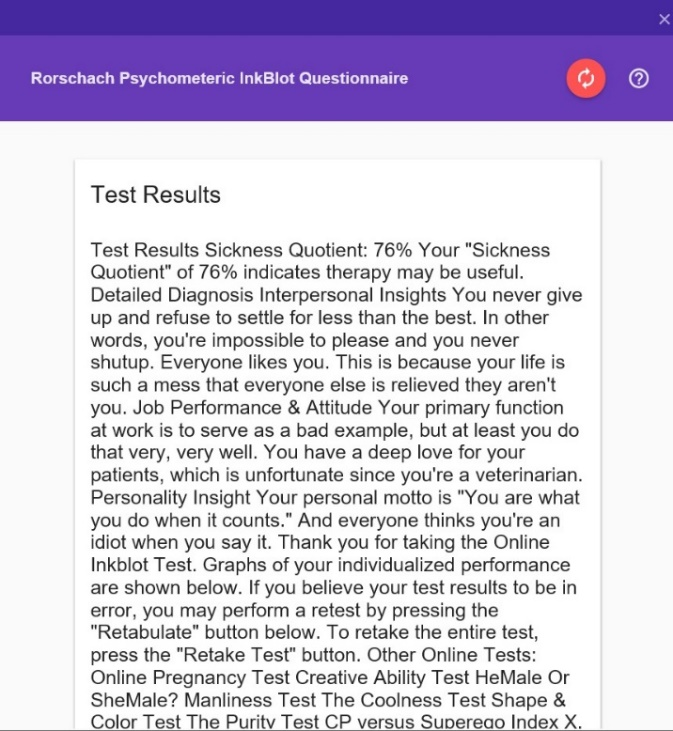 Rorschach Psychometeric InkBlot Questionnaire
Test Results
Test Results Sickness Quotient: 76% Your "Sickness
Quotient" of 76% indicates therapy may be useful.
Detailed Diagnosis Interpersonal Insights You never give
up and refuse to settle for less than the best. In other
words, you're impossible to please and you never
shutup. Everyone likes you. This is because your life is
such a mess that everyone else is relieved they aren't
you. Job Performance & Attitude Your primary function
at work is to serve as a bad example, but at least you do
that very, very well. You have a deep love for your
patients, which is unfortunate since you're a veterinarian.
Personality Insight Your personal motto is "You are what
you do when it counts." And everyone thinks you're an
idiot when you say it. Thank you for taking the Online
Inkblot Test. Graphs of your individualized performance
are shown below. If you believe your test results to be in
error, you may perform a retest by pressing the
"Retabulate" button below. To retake the entire test,
press the "Retake Test" button. Other Online Tests:
Online Pregnancy Test Creative Ability Test HeMale Or
SheMale? Manliness Test The Coolness Test Shape &
Color Test The Purity Test CP versus Superego Index X.